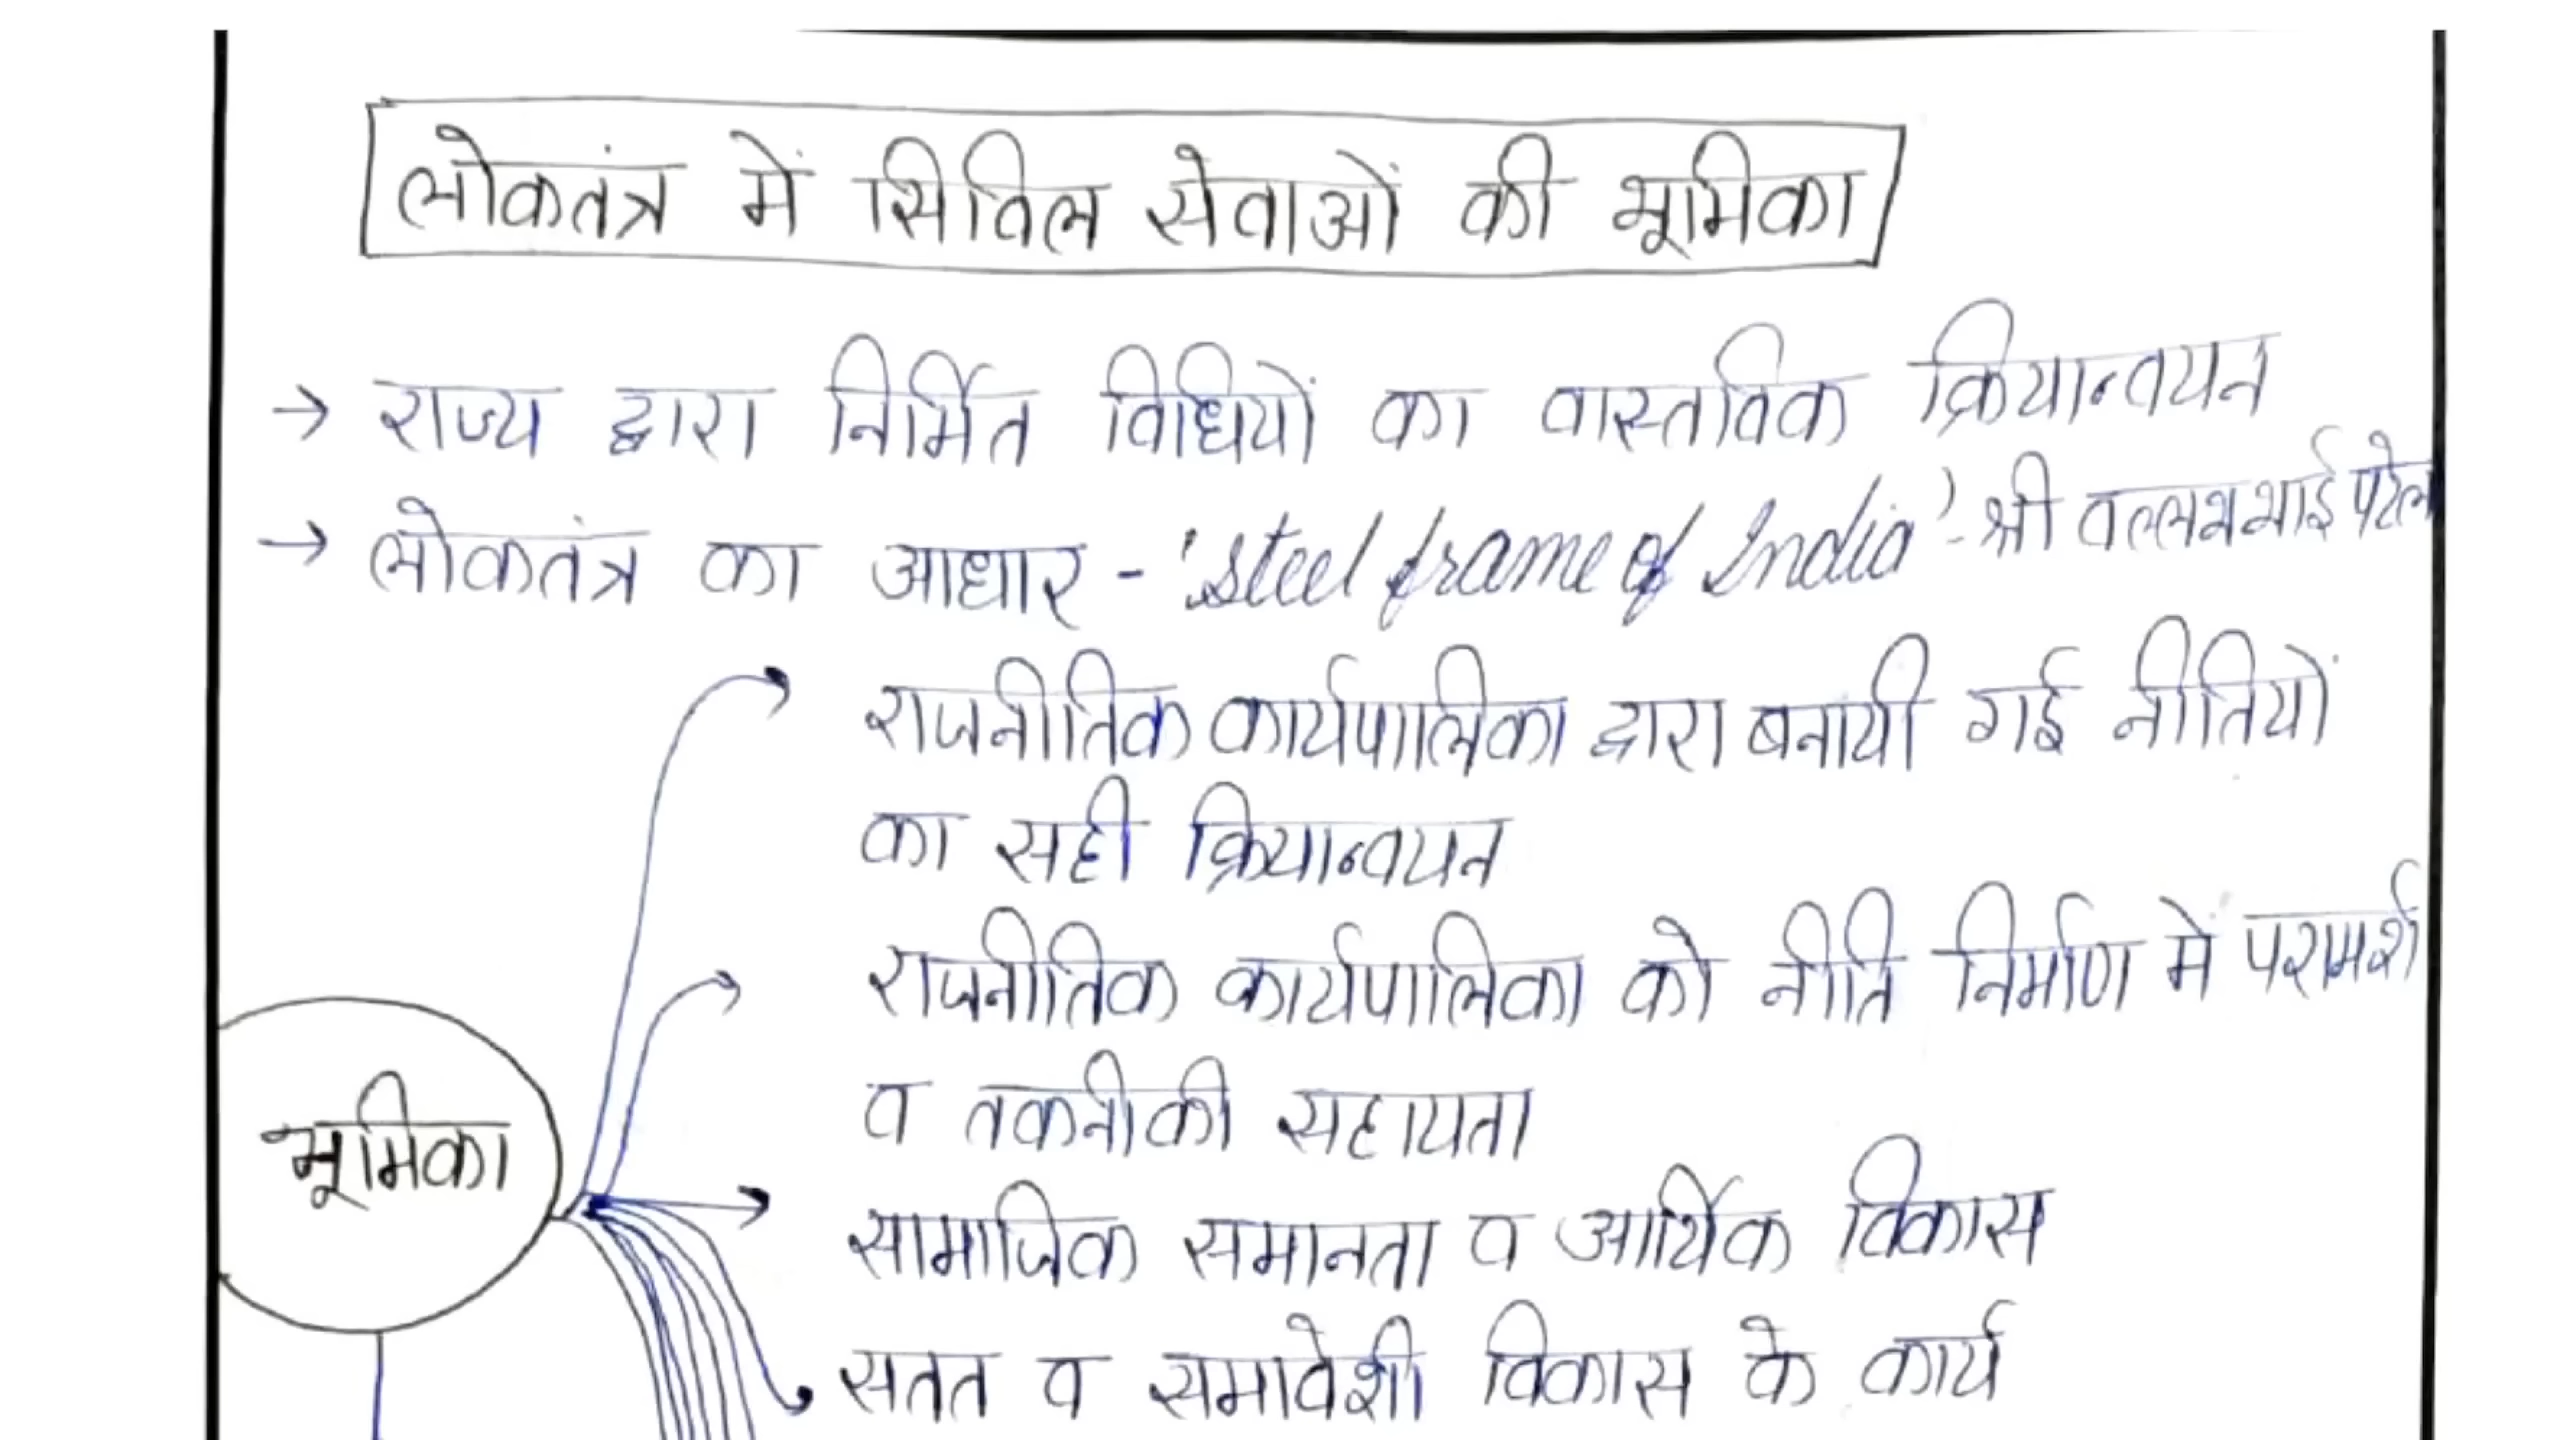 लोकतंत्र में सिविल सेवाओं की भूमिका
→ राज्य द्वारा निर्मित विधियों का वास्तविक क्रियान्वयन
→ लोकतंत्र का आधार - 'steel frame of India' - श्री वल्लभभाई पटेल
राजनीतिक कार्यपालिका द्वारा बनायी गई नीतियों
का सही क्रियान्वयन
राजनीतिक कार्यपालिका को नीति निर्माण में परामर्श
व तकनीकी सहायता
भूमिका
सामाजिक समानता व आर्थिक विकास
सतत व समावेशी विकास के कार्य